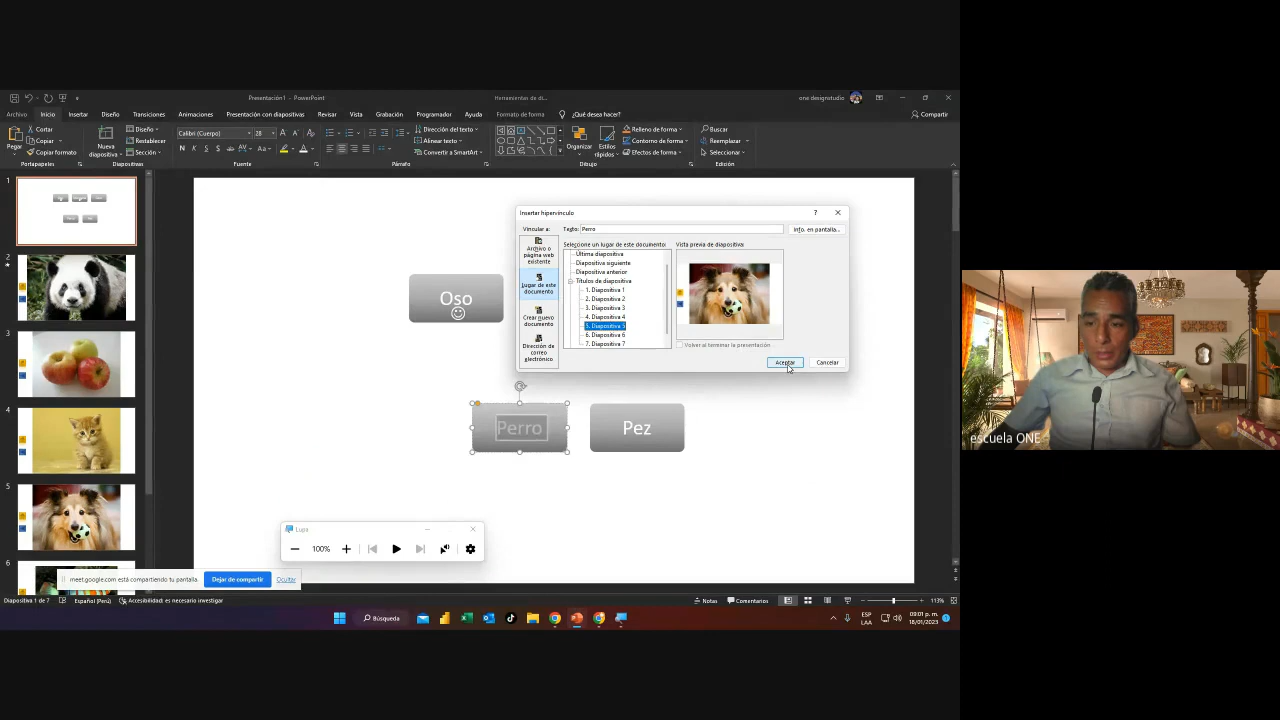 Presentación1 - PowerPoint
Herramientas de di...
one designstudio
Archivo Inicio Insertar Diseño Transiciones Animaciones Presentación con diapositivas Revisar Vista Grabación Programador Ayuda Formato de forma ¿Qué desea hacer? Compartir
Pegar
Cortar
Copiar
Copiar formato
Portapapeles
Nueva diapositiva
Diseño
Restablecer
Sección
Diapositivas
Calibri (Cuerpo) 28
N K S S Aa A
Fuente
Dirección del texto
Alinear texto
Convertir a SmartArt
Párrafo
Organizar
Estilos rápidos
Relleno de forma
Contorno de forma
Efectos de forma
Dibujo
Buscar
Reemplazar
Seleccionar
Edición
1
2
3
4
5
6
Oso
Perro
Pez
Insertar hipervínculo
Vincular a:
Texto: Perro
Info. en pantalla...
Archivo o página web existente
Lugar de este documento
Crear nuevo documento
Dirección de correo electrónico
Seleccione un lugar de este documento:
Última diapositiva
Diapositiva siguiente
Diapositiva anterior
Títulos de diapositiva
1. Diapositiva 1
2. Diapositiva 2
3. Diapositiva 3
4. Diapositiva 4
5. Diapositiva 5
6. Diapositiva 6
7. Diapositiva 7
Vista previa de diapositiva:
Volver al terminar la presentación
Aceptar
Cancelar
Lupa
100%
meet.google.com está compartiendo tu pantalla.
Dejar de compartir
Ocultar
Diapositiva 1 de 7 Español (Perú) Accesibilidad: es necesario investigar
Notas Comentarios 113%
Búsqueda
ESP
LAA
09:01 p. m.
18/01/2023
escuela ONE